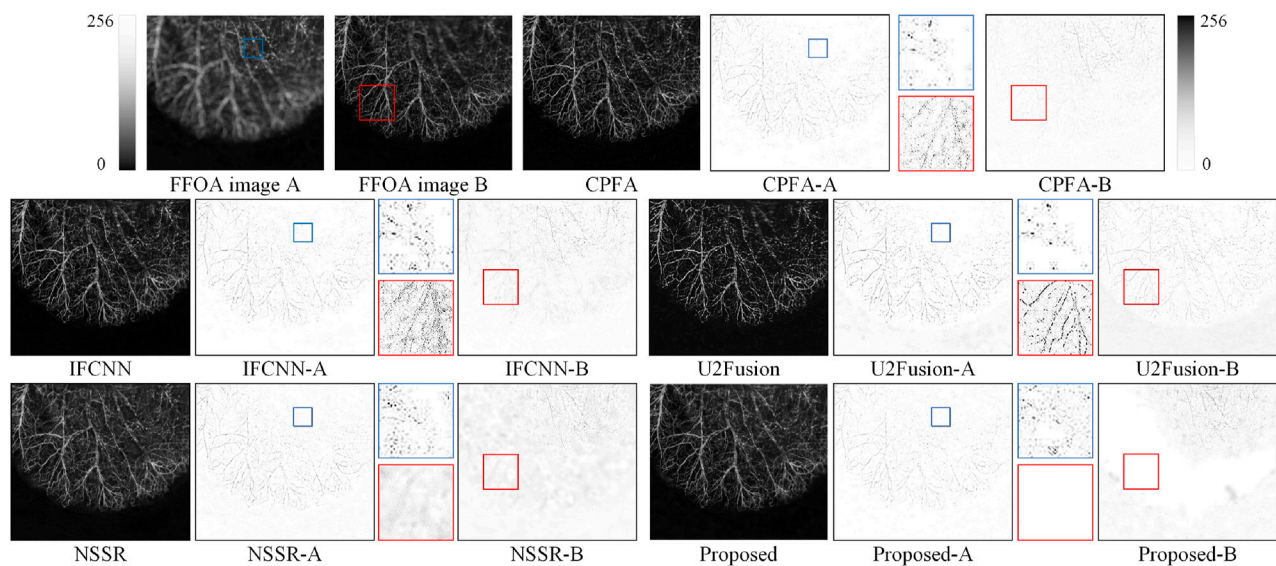 256
0
256
0
FFOA image A FFOA image B CPFA CPFA-A CPFA-B
IFCNN IFCNN-A IFCNN-B U2Fusion U2Fusion-A U2Fusion-B
NSSR NSSR-A NSSR-B Proposed Proposed-A Proposed-B